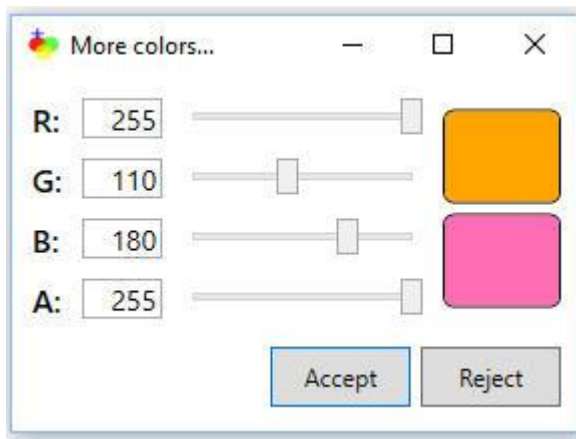 More colors...
R: 255
G: 110
B: 180
A: 255
Accept Reject